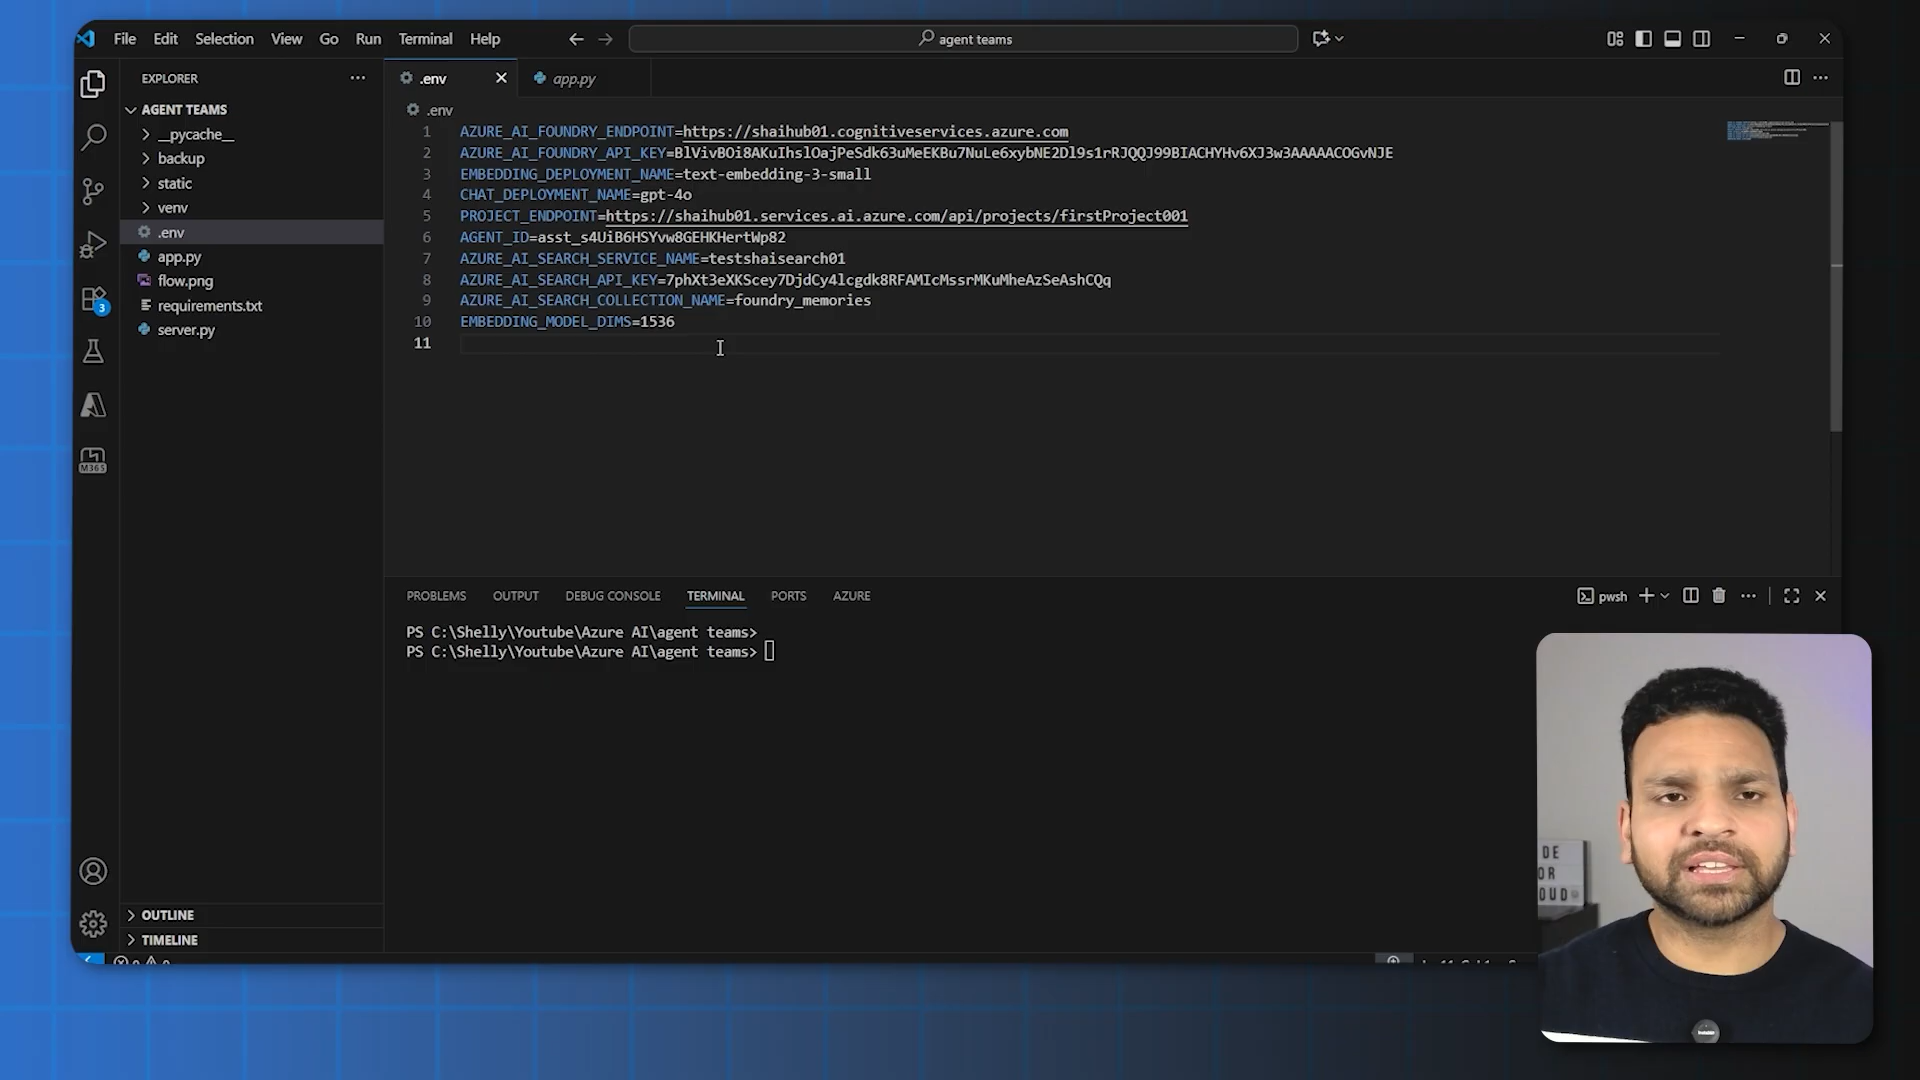 File Edit Selection View Go Run Terminal Help
agent teams
EXPLORER
AGENT TEAMS
__pycache__
backup
static
venv
.env
app.py
flow.png
requirements.txt
server.py
3
M365
OUTLINE
TIMELINE
.env
app.py
.env
1 AZURE_AI_FOUNDRY_ENDPOINT=https://shaihub01.cognitiveservices.azure.com
2 AZURE_AI_FOUNDRY_API_KEY=BlVivBOi8AKuIhslOajPeSdk63uMeEKBu7NuLe6xybNE2Dl9s1rRJQQJ99BIACHYHv6XJ3w3AAAAACOGvNJE
3 EMBEDDING_DEPLOYMENT_NAME=text-embedding-3-small
4 CHAT_DEPLOYMENT_NAME=gpt-4o
5 PROJECT_ENDPOINT=https://shaihub01.services.ai.azure.com/api/projects/firstProject001
6 AGENT_ID=asst_s4UiB6HSYvw8GEHKHertWp82
7 AZURE_AI_SEARCH_SERVICE_NAME=testshaisearch01
8 AZURE_AI_SEARCH_API_KEY=7phXt3eXKScey7DjdCy4lcgdk8RFAMIcMssrMKuMheAzSeAshCQq
9 AZURE_AI_SEARCH_COLLECTION_NAME=foundry_memories
10 EMBEDDING_MODEL_DIMS=1536
11
PROBLEMS OUTPUT DEBUG CONSOLE TERMINAL PORTS AZURE
pwsh
PS C:\Shelly\Youtube\Azure AI\agent teams>
PS C:\Shelly\Youtube\Azure AI\agent teams>
DE
OR
OUD